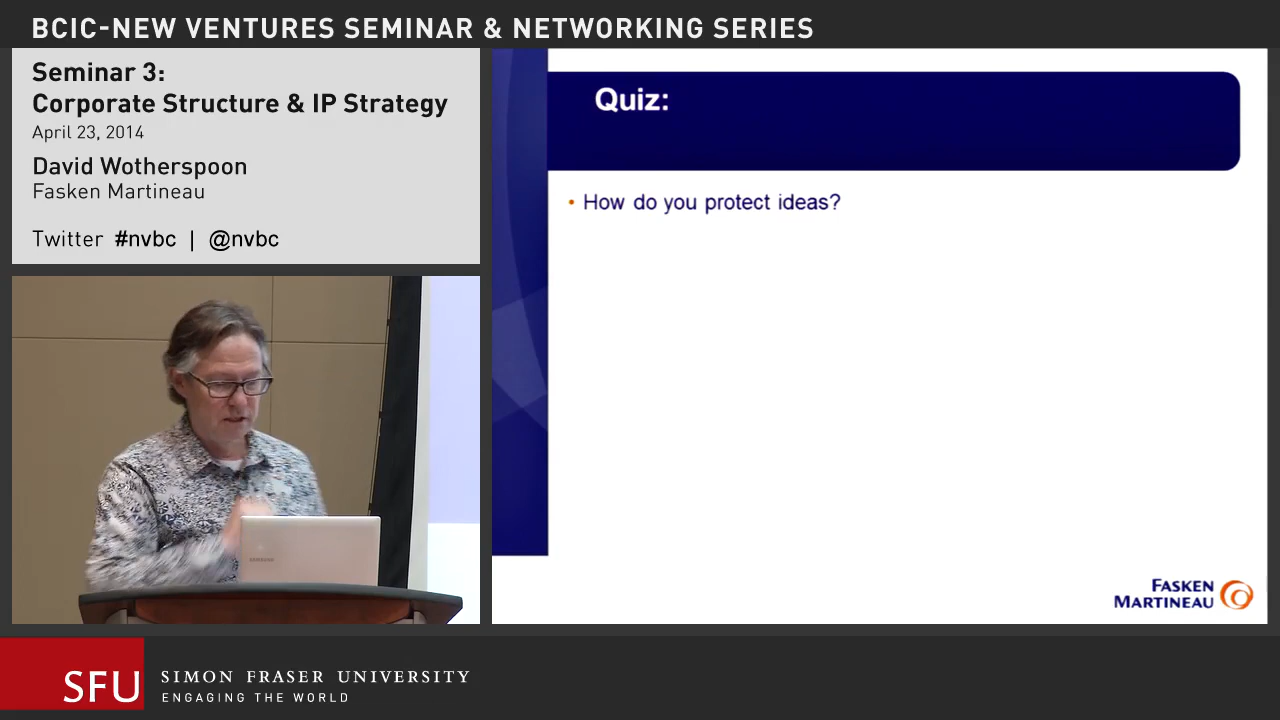 BCIC-NEW VENTURES SEMINAR & NETWORKING SERIES
Seminar 3:
Corporate Structure & IP Strategy
April 23, 2014
David Wotherspoon
Fasken Martineau
Twitter #nvbc | @nvbc
Quiz:
• How do you protect ideas?
FASKEN
MARTINEAU
SAMSUNG
SFU
SIMON FRASER UNIVERSITY
ENGAGING THE WORLD